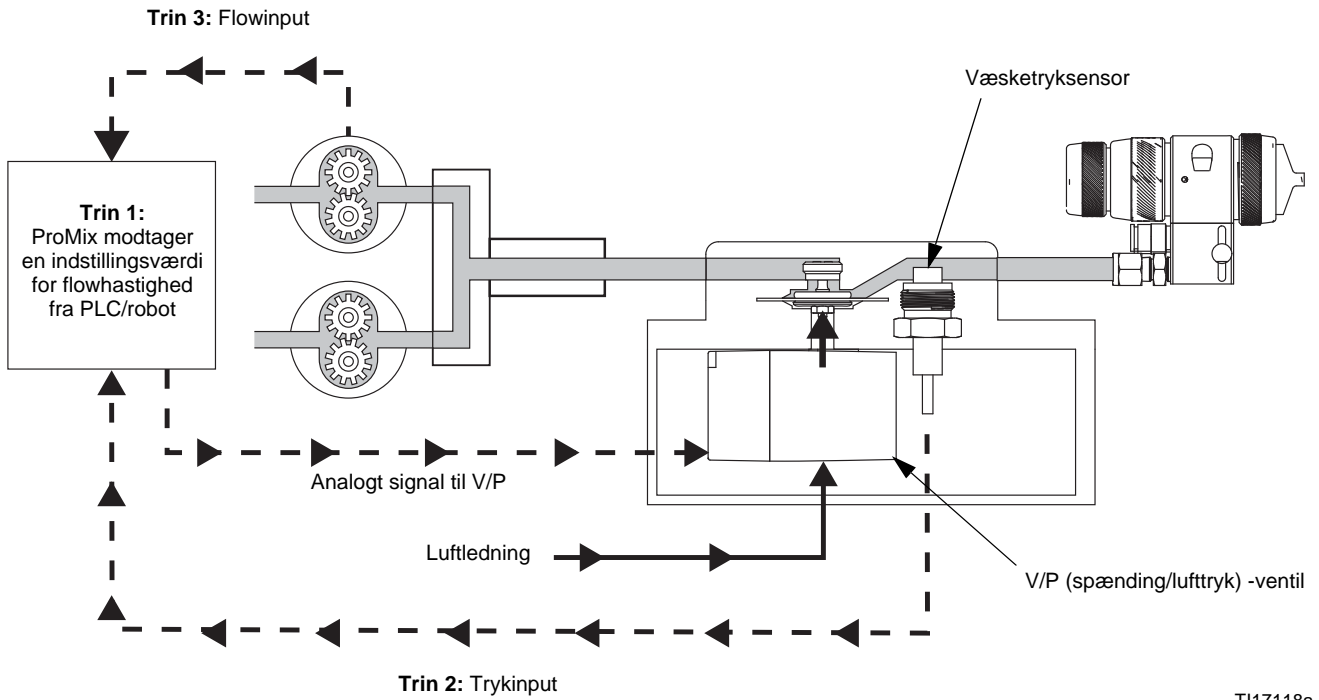 Trin 3: Flowinput
Væsketryksensor
Trin 1:
ProMix modtager
en indstillingsværdi
for flowhastighed
fra PLC/robot
Analogt signal til V/P
Luftledning
V/P (spænding/lufttryk) -ventil
Trin 2: Trykinput
TI17118a